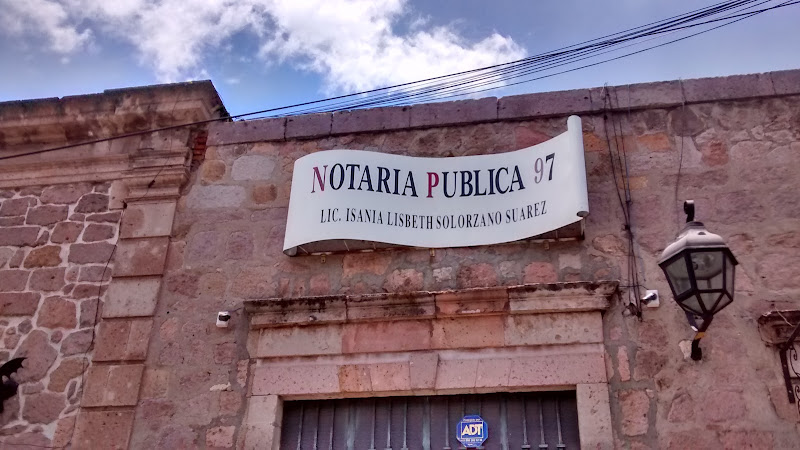 NOTARIA PUBLICA 97
LIC. ISANIA LISBETH SOLORZANO SUAREZ
ADT